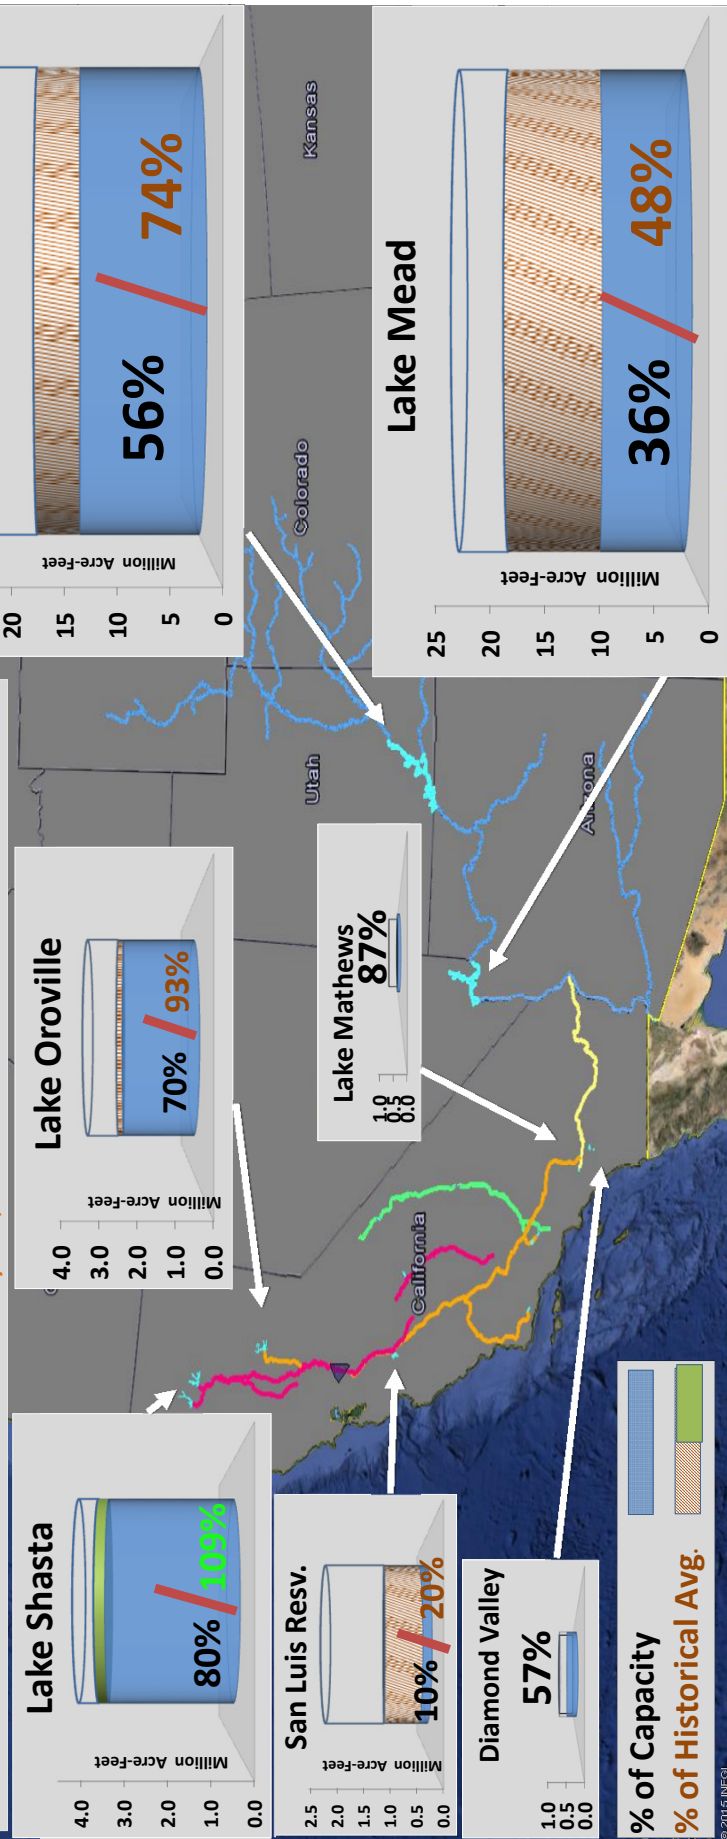 Lake Shasta
Million Acre-Feet
4.0
3.0
2.0
1.0
0.0
80%
109%
Lake Oroville
Million Acre-Feet
4.0
3.0
2.0
1.0
0.0
70%
93%
Million Acre-Feet
20
15
10
5
0
56%
74%
San Luis Resv.
Million Acre-Feet
2.5
2.0
1.5
1.0
0.5
0.0
10%
20%
Lake Mathews
1.0
0.5
0.0
87%
Lake Mead
Million Acre-Feet
25
20
15
10
5
0
36%
48%
Diamond Valley
1.0
0.5
0.0
57%
Utah
Colorado
Kansas
California
Arizona
% of Capacity
% of Historical Avg.
© 2015 INEGI